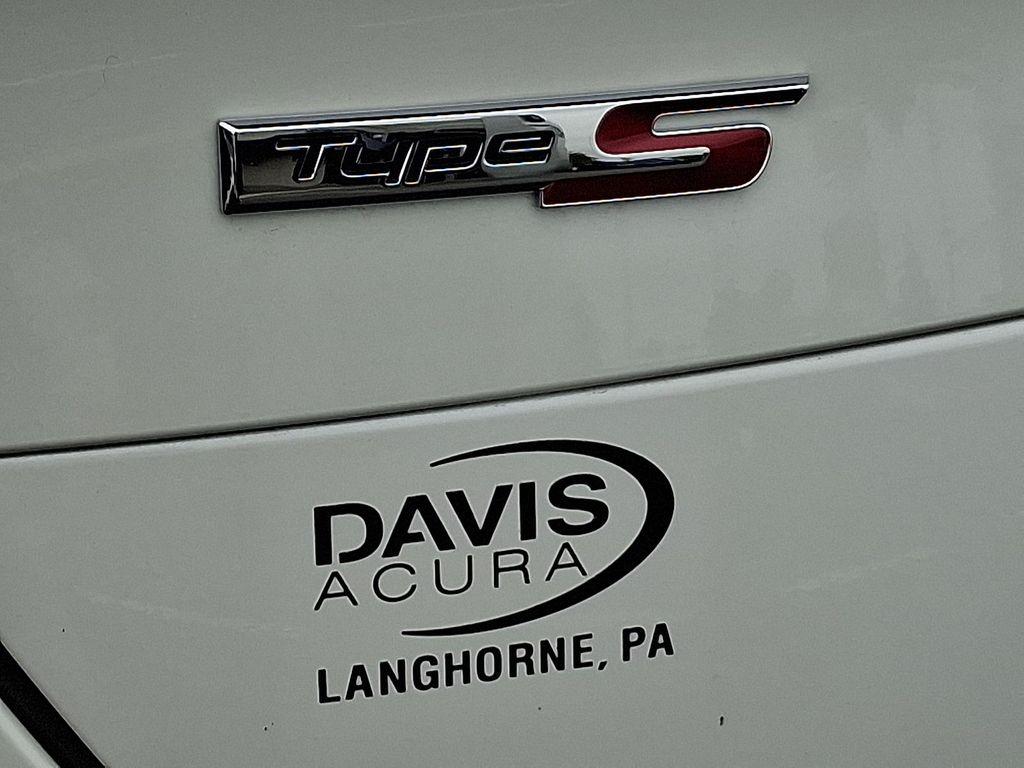 Type S
DAVIS
ACURA
LANGHORNE, PA